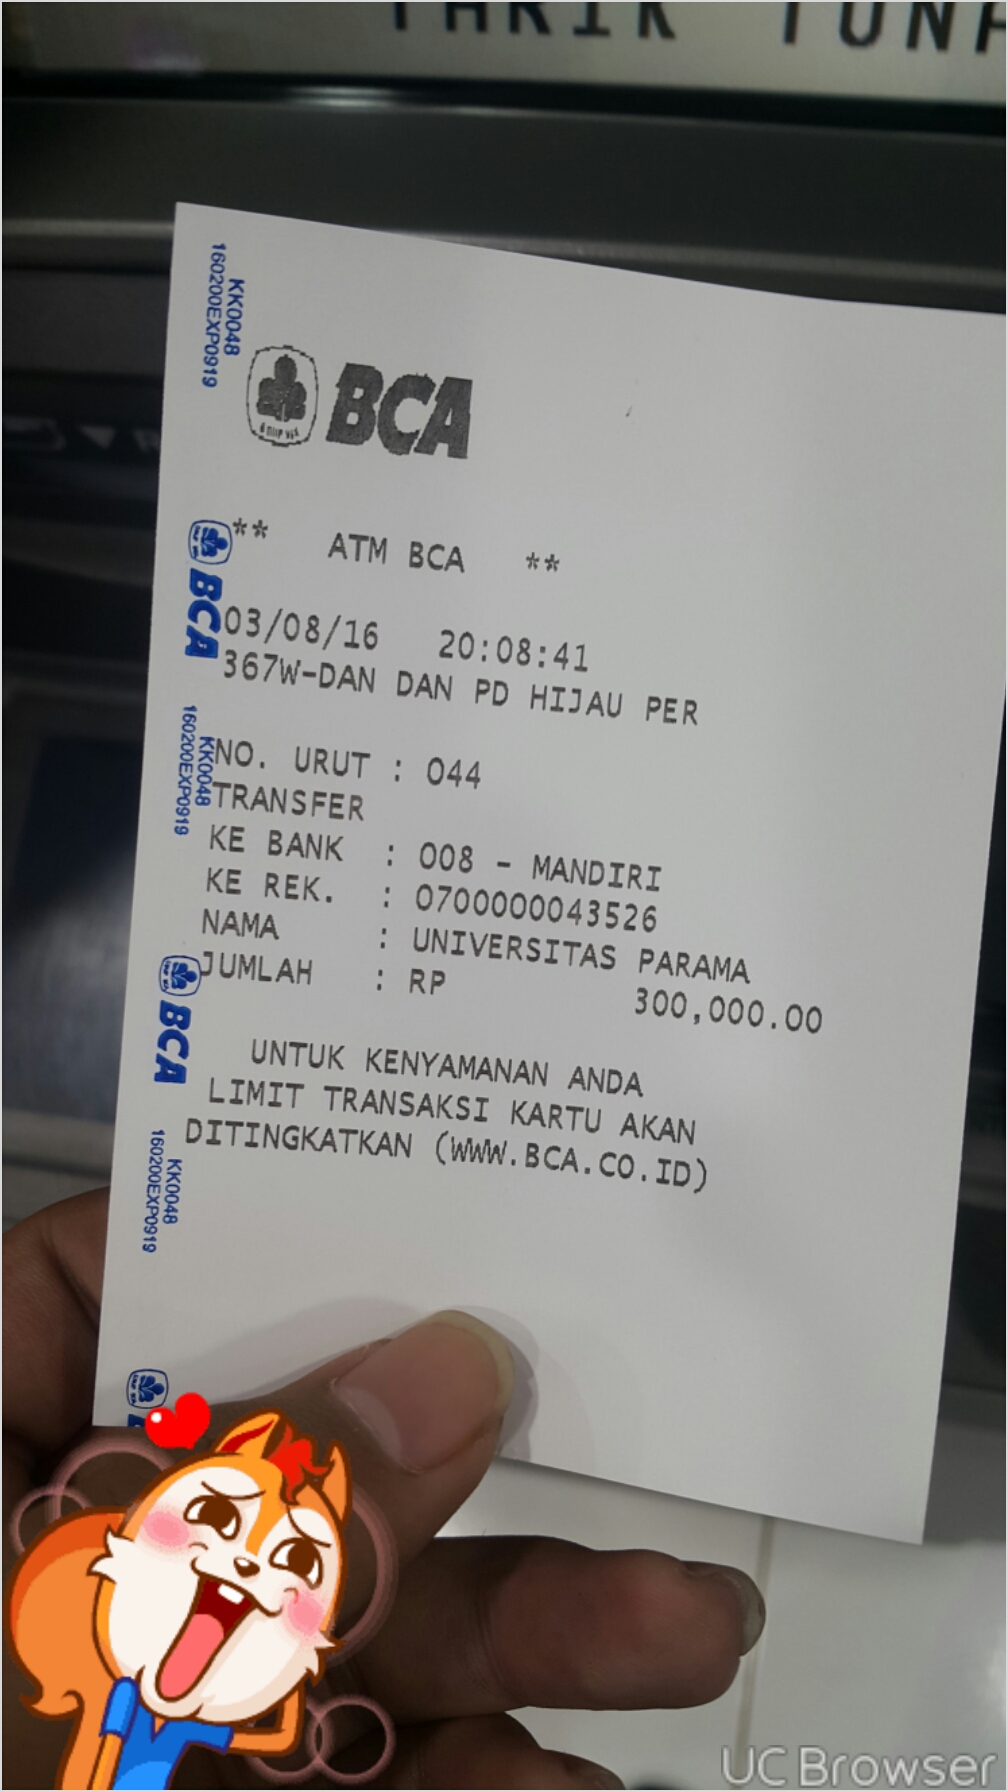 TARIK TUNA
KK0048
160200EXP0919
BCA
** ATM BCA **
BCA
03/08/16 20:08:41
367W-DAN DAN PD HIJAU PER
KK0048
160200EXP0919
NO. URUT : 044
TRANSFER
KE BANK : 008 - MANDIRI
KE REK. : 0700000043526
NAMA : UNIVERSITAS PARAMA
JUMLAH : RP 300,000.00
BCA
UNTUK KENYAMANAN ANDA
LIMIT TRANSAKSI KARTU AKAN
DITINGKATKAN (WWW.BCA.CO.ID)
KK0048
160200EXP0919
UC Browser